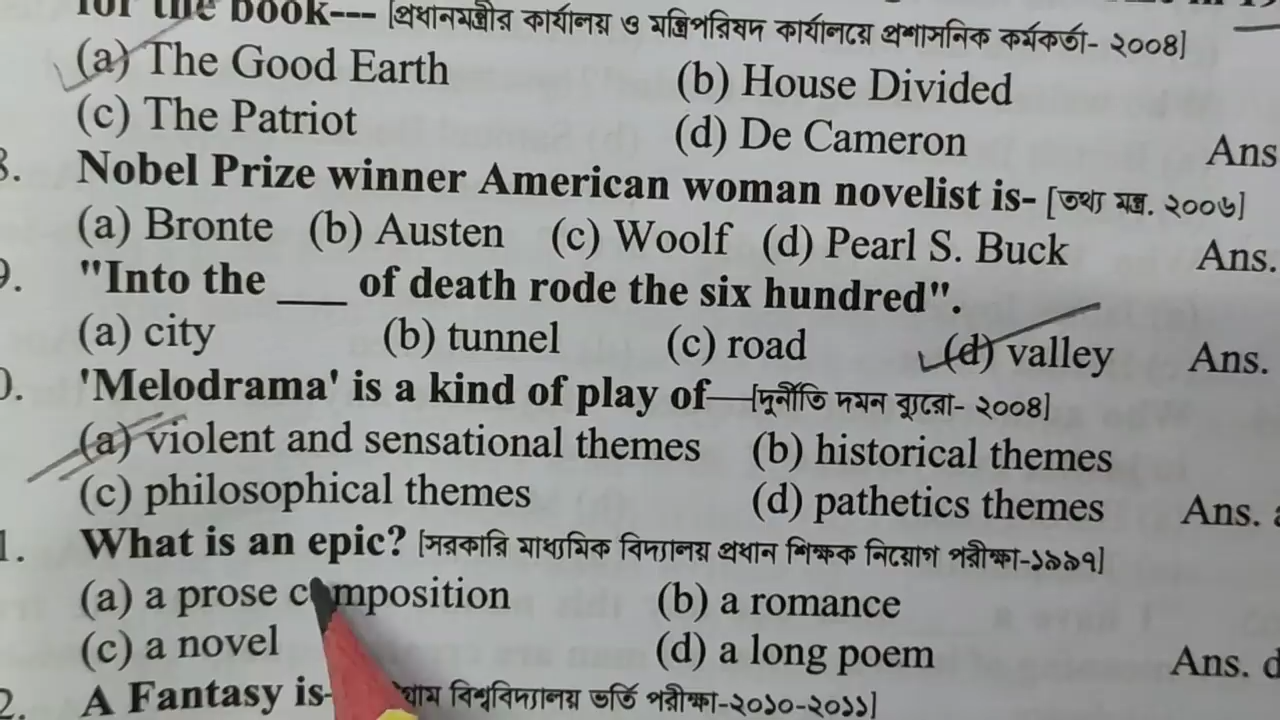 for the book--- [প্রধানমন্ত্রীর কার্যালয় ও মন্ত্রিপরিষদ কার্যালয়ে প্রশাসনিক কর্মকর্তা- ২০০৪]
(a) The Good Earth (b) House Divided
(c) The Patriot (d) De Cameron Ans
8. Nobel Prize winner American woman novelist is- [তথ্য মন্ত্র. ২০০৬]
(a) Bronte (b) Austen (c) Woolf (d) Pearl S. Buck Ans.
9. "Into the ___ of death rode the six hundred".
(a) city (b) tunnel (c) road (d) valley Ans.
0. 'Melodrama' is a kind of play of—[দুর্নীতি দমন ব্যুরো- ২০০৪]
(a) violent and sensational themes (b) historical themes
(c) philosophical themes (d) pathetics themes Ans. a
1. What is an epic? [সরকারি মাধ্যমিক বিদ্যালয় প্রধান শিক্ষক নিয়োগ পরীক্ষা-১৯৯৭]
(a) a prose composition (b) a romance
(c) a novel (d) a long poem Ans. d
2. A Fantasy is- বিশ্ববিদ্যালয় ভর্তি পরীক্ষা-২০১০-২০১১]